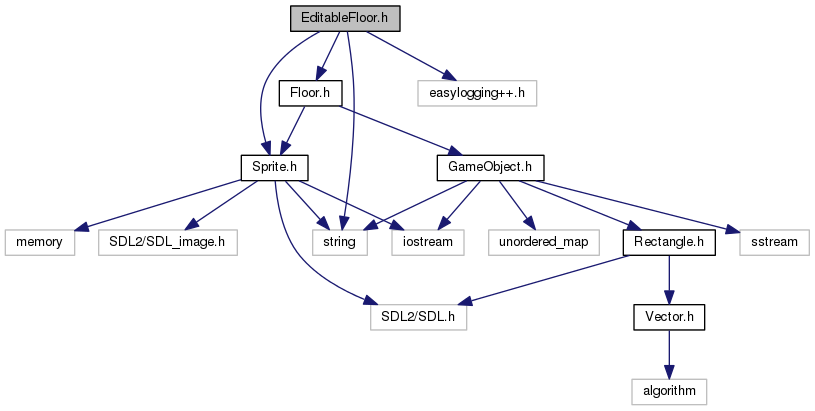 EditableFloor.h
Floor.h
easylogging++.h
Sprite.h
GameObject.h
memory
SDL2/SDL_image.h
string
iostream
unordered_map
Rectangle.h
sstream
SDL2/SDL.h
Vector.h
algorithm